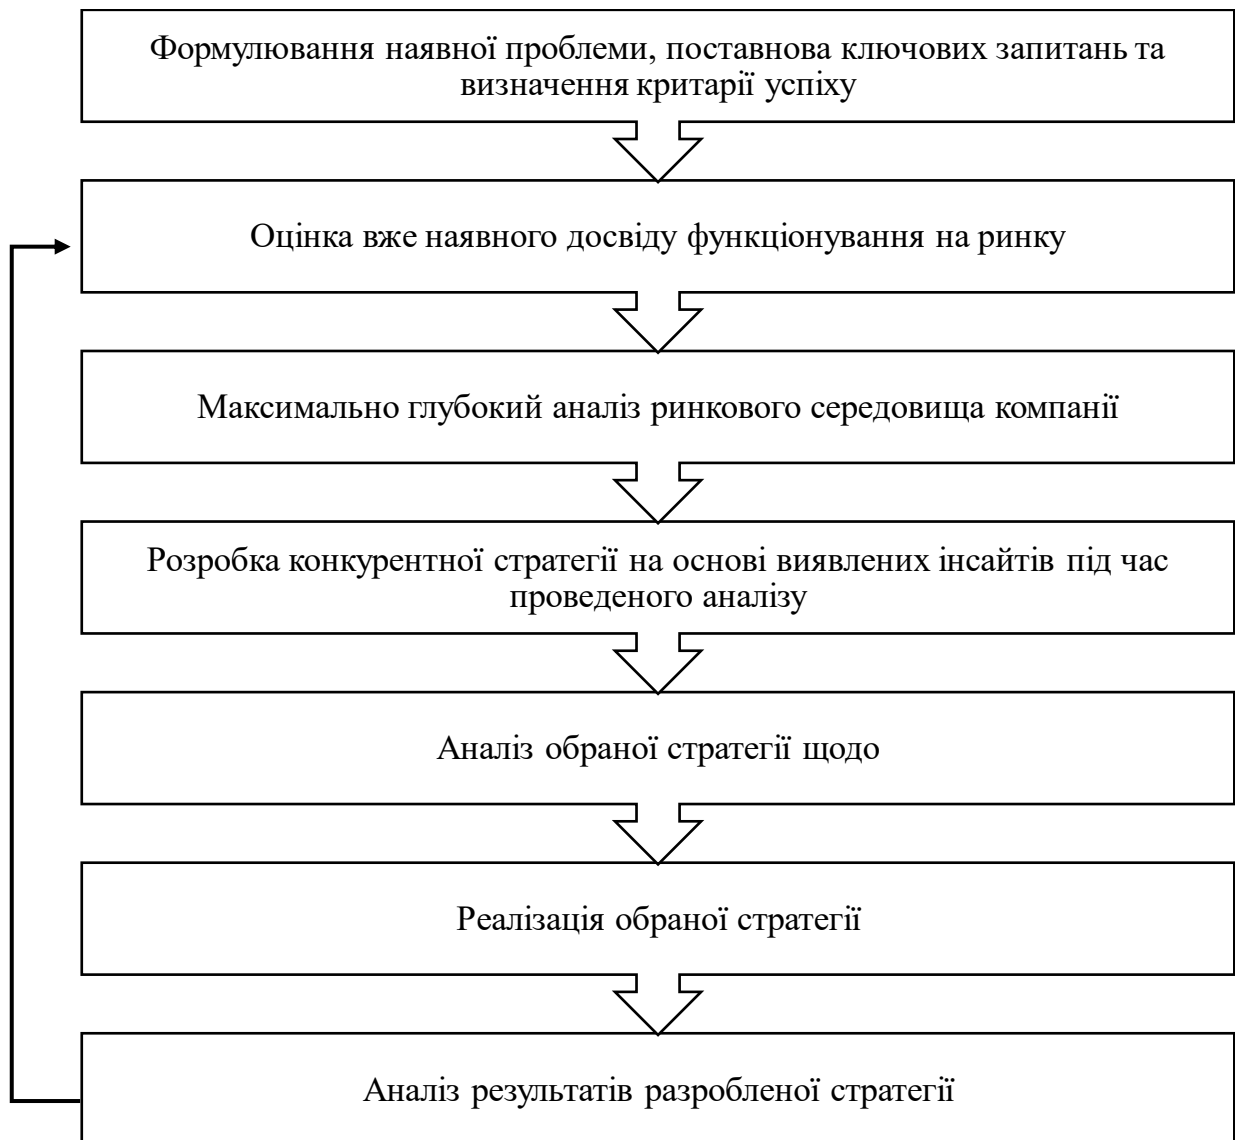 Формулювання наявної проблеми, поставнова ключових запитань та
визначення критарії успіху
Оцінка вже наявного досвіду функціонування на ринку
Максимально глубокий аналіз ринкового середовища компанії
Розробка конкурентної стратегії на основі виявлених інсайтів під час
проведеного аналізу
Аналіз обраної стратегії щодо
Реалізація обраної стратегії
Аналіз результатів разробленої стратегії